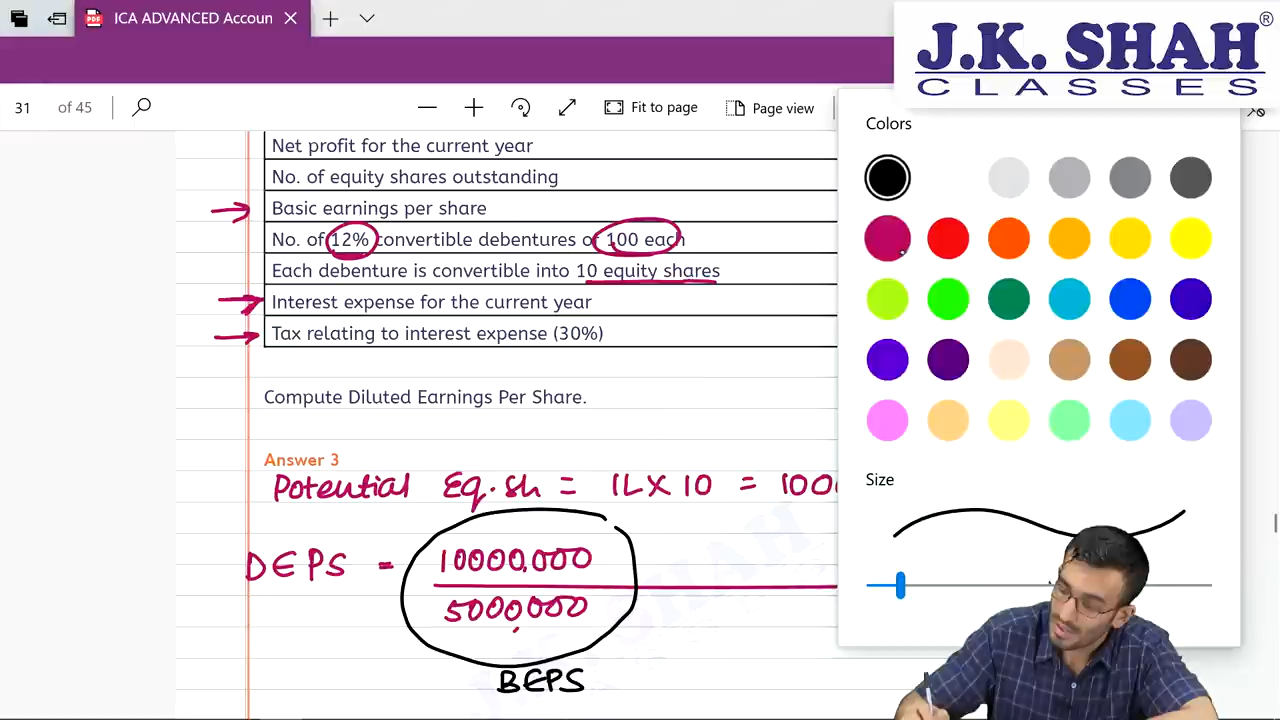 ICA ADVANCED Accoun
J.K. SHAH®
CLASSES
31 of 45
Fit to page
Page view
Colors
Net profit for the current year
No. of equity shares outstanding
Basic earnings per share
No. of 12% convertible debentures of 100 each
Each debenture is convertible into 10 equity shares
Interest expense for the current year
Tax relating to interest expense (30%)
Compute Diluted Earnings Per Share.
Answer 3
Size
Potential Eq.sh = 1L X 10 = 100
DEPS = 10000,000
5000,000
BEPS